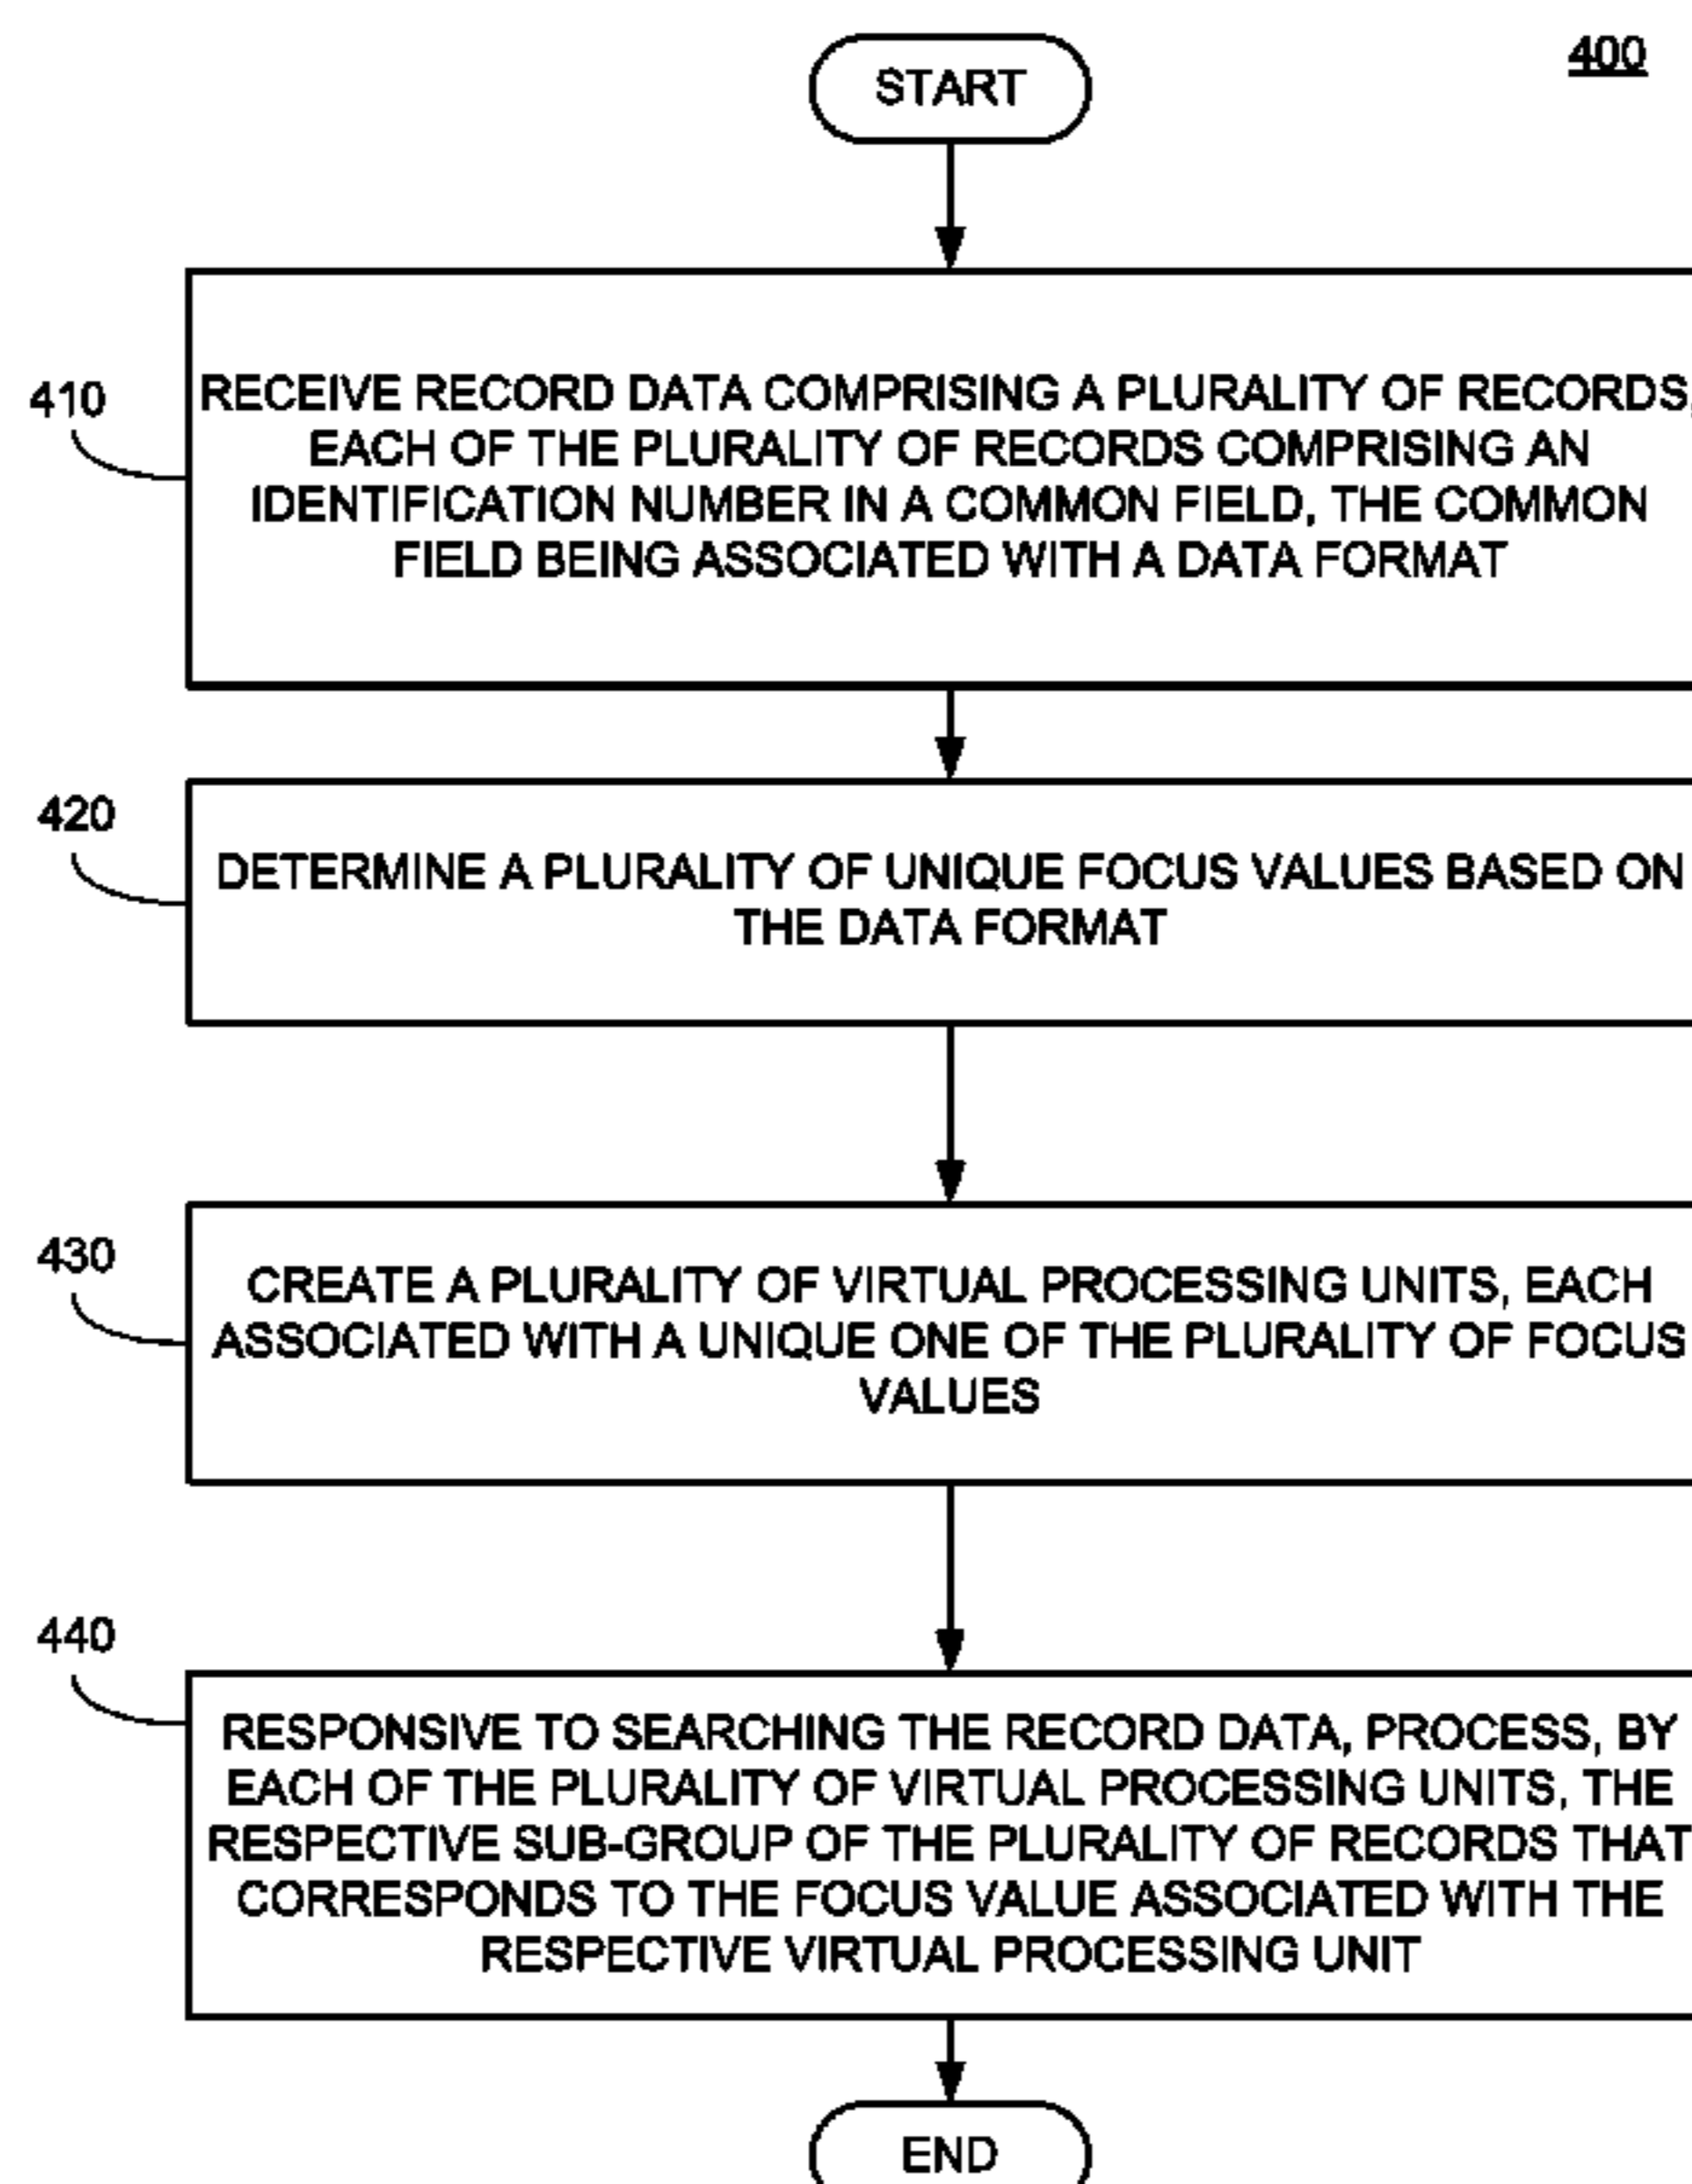 START
400
410
RECEIVE RECORD DATA COMPRISING A PLURALITY OF RECORDS,
EACH OF THE PLURALITY OF RECORDS COMPRISING AN
IDENTIFICATION NUMBER IN A COMMON FIELD, THE COMMON
FIELD BEING ASSOCIATED WITH A DATA FORMAT
420
DETERMINE A PLURALITY OF UNIQUE FOCUS VALUES BASED ON
THE DATA FORMAT
430
CREATE A PLURALITY OF VIRTUAL PROCESSING UNITS, EACH
ASSOCIATED WITH A UNIQUE ONE OF THE PLURALITY OF FOCUS
VALUES
440
RESPONSIVE TO SEARCHING THE RECORD DATA, PROCESS, BY
EACH OF THE PLURALITY OF VIRTUAL PROCESSING UNITS, THE
RESPECTIVE SUB-GROUP OF THE PLURALITY OF RECORDS THAT
CORRESPONDS TO THE FOCUS VALUE ASSOCIATED WITH THE
RESPECTIVE VIRTUAL PROCESSING UNIT
END